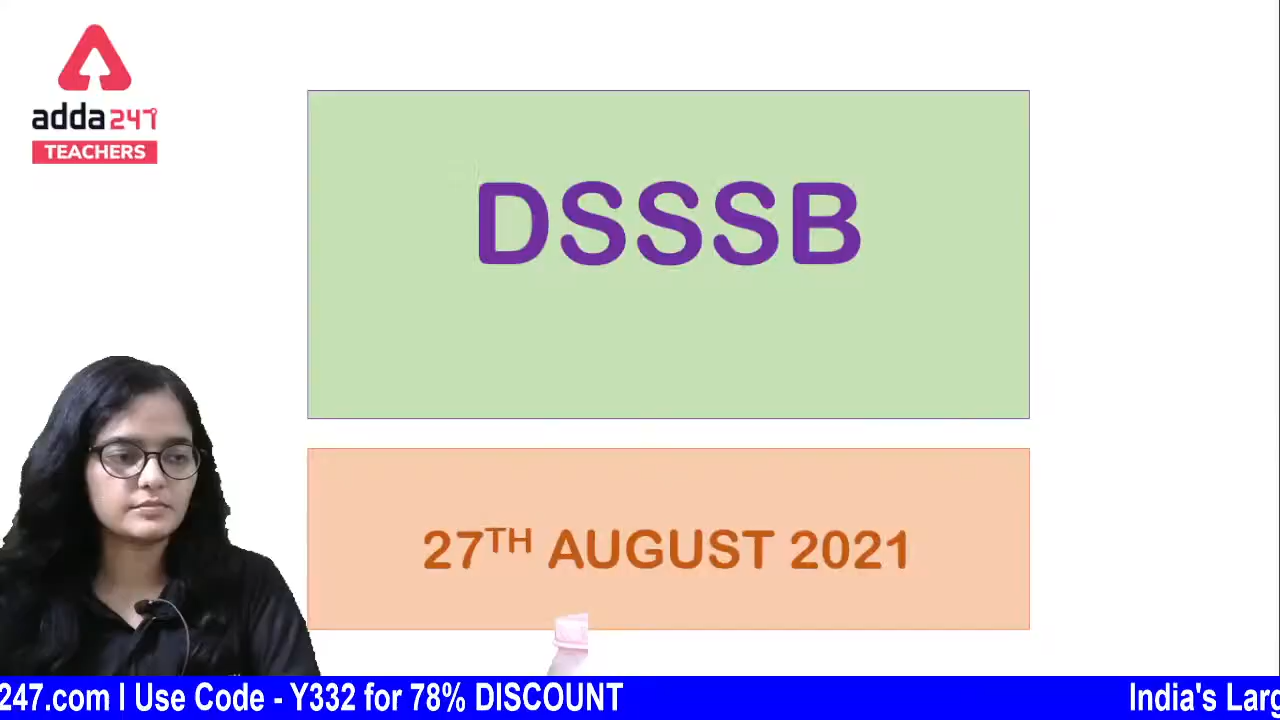 adda247
TEACHERS
DSSSB
27TH AUGUST 2021
247.com I Use Code - Y332 for 78% DISCOUNT
India's Larg